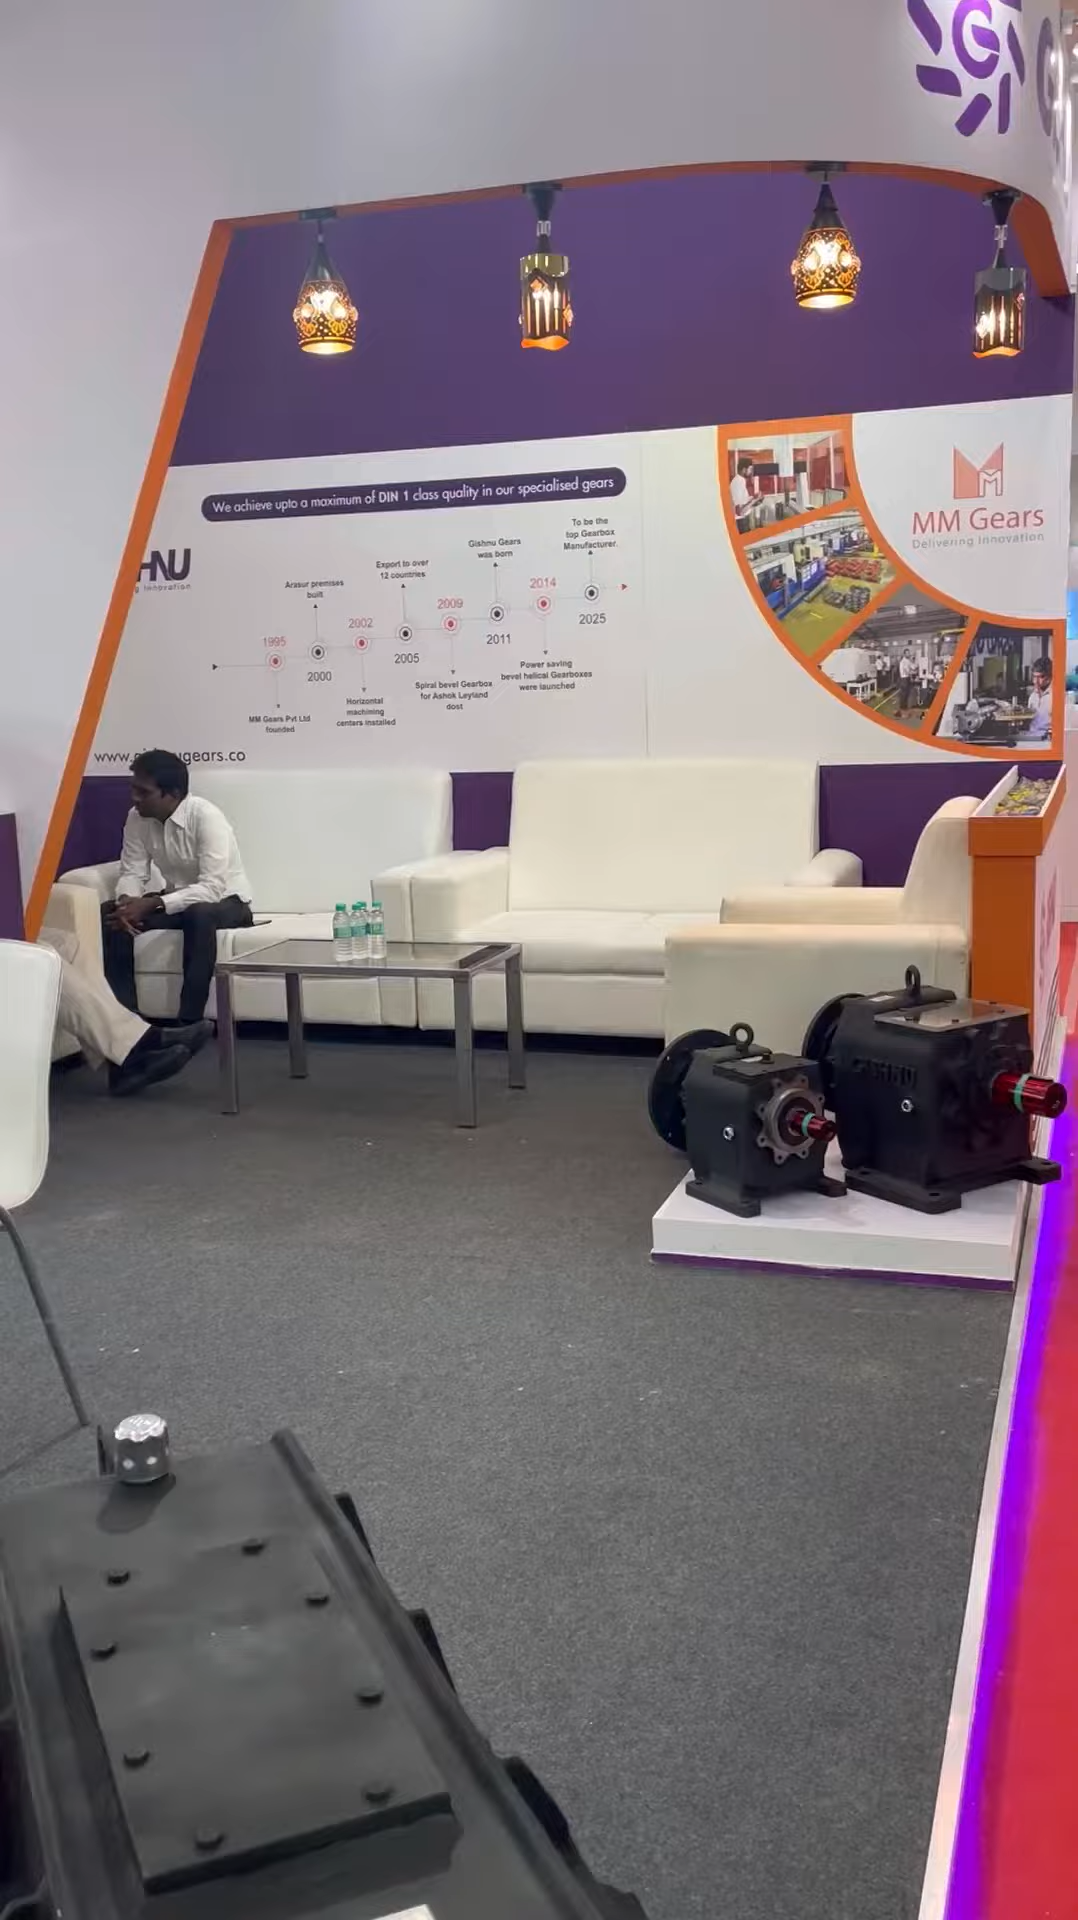 G
We achieve upto a maximum of DIN 1 class quality in our specialised gears
HNU
g Innovation
1995
MM Gears Pvt Ltd
founded
Arasur premises
built
2000
2002
Horizontal
machining
centers installed
Export to over
12 countries
2005
2009
Spiral bevel Gearbox
for Ashok Leyland
dost
Gishnu Gears
was born
2011
2014
Power saving
bevel helical Gearboxes
were launched
To be the
top Gearbox
Manufacturer.
2025
MM Gears
Delivering Innovation
GISHNU